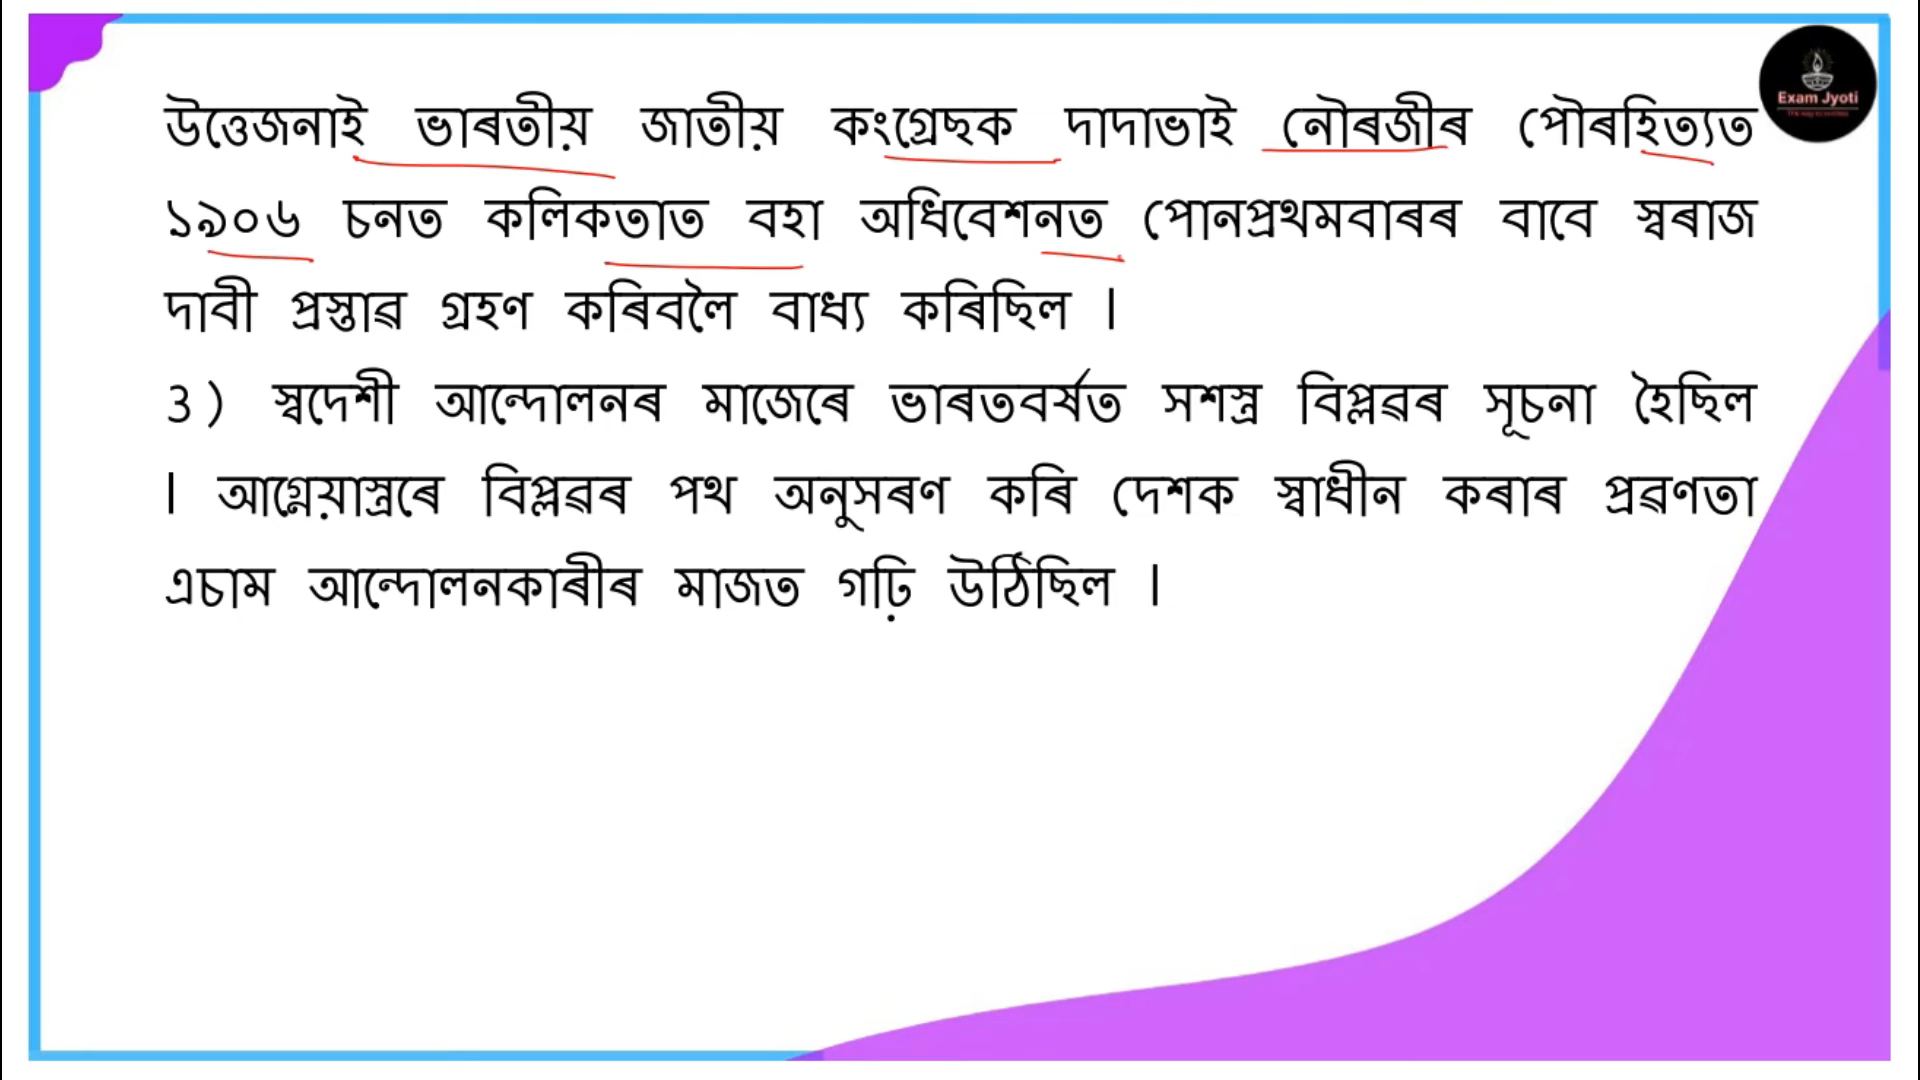 উত্তেজনাই ভাৰতীয় জাতীয় কংগ্ৰেছক দাদাভাই নৌৰজীৰ পৌৰহিত্যত
১৯০৬ চনত কলিকতাত বহা অধিবেশনত পোনপ্ৰথমবাৰৰ বাবে স্বৰাজ
দাবী প্ৰস্তাৱ গ্ৰহণ কৰিবলৈ বাধ্য কৰিছিল ।
3) স্বদেশী আন্দোলনৰ মাজেৰে ভাৰতবৰ্ষত সশস্ত্ৰ বিপ্লৱৰ সূচনা হৈছিল
। আগ্নেয়াস্ত্ৰৰে বিপ্লৱৰ পথ অনুসৰণ কৰি দেশক স্বাধীন কৰাৰ প্ৰৱণতা
এচাম আন্দোলনকাৰীৰ মাজত গঢ়ি উঠিছিল ।
Exam Jyoti